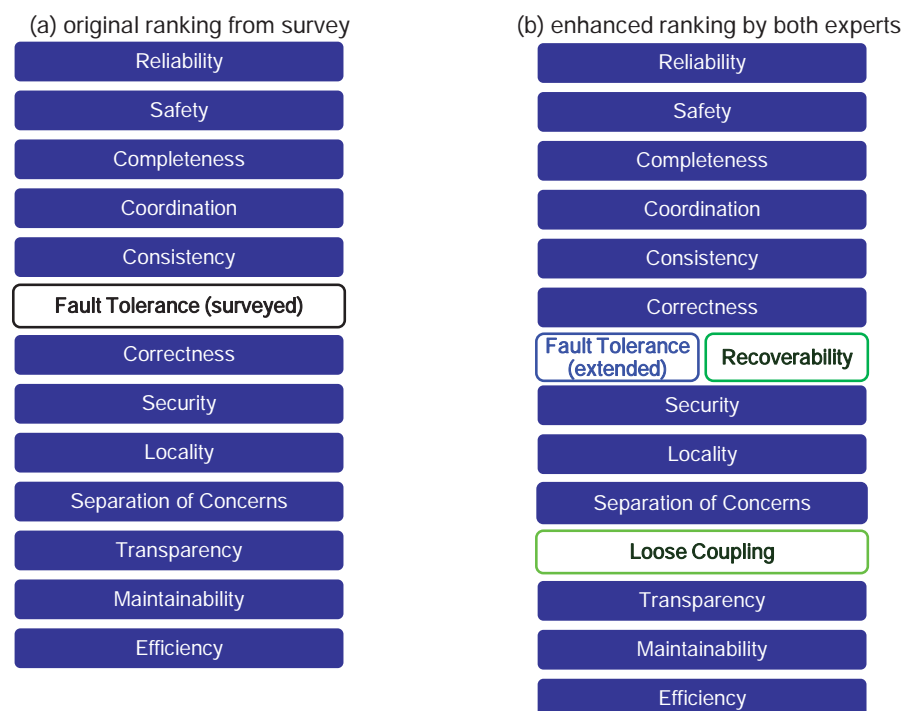 (a) original ranking from survey
Reliability
Safety
Completeness
Coordination
Consistency
Fault Tolerance (surveyed)
Correctness
Security
Locality
Separation of Concerns
Transparency
Maintainability
Efficiency
(b) enhanced ranking by both experts
Reliability
Safety
Completeness
Coordination
Consistency
Correctness
Fault Tolerance
(extended)
Recoverability
Security
Locality
Separation of Concerns
Loose Coupling
Transparency
Maintainability
Efficiency